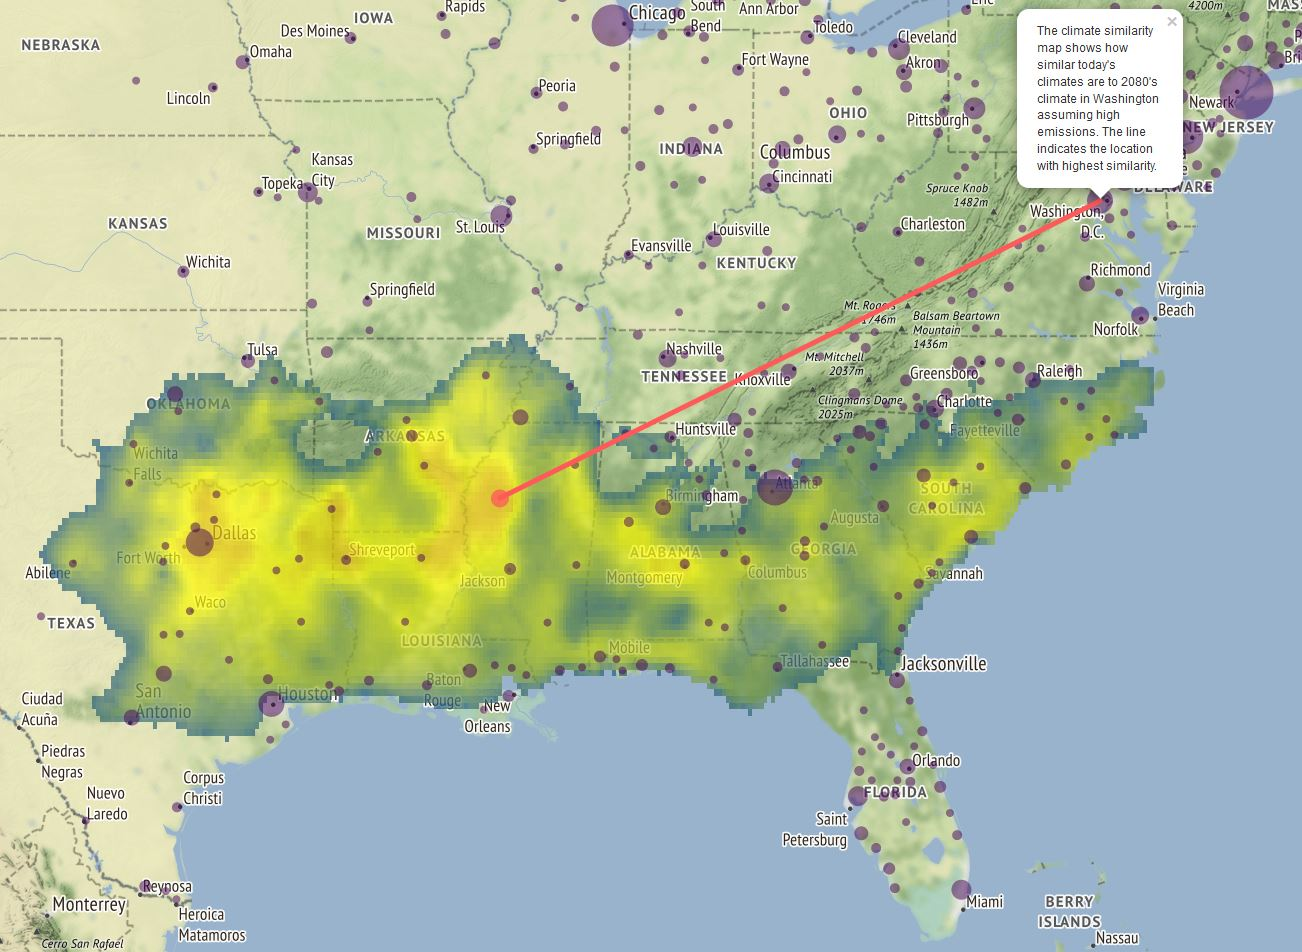 The climate similarity
map shows how
similar today's
climates are to 2080's
climate in Washington
assuming high
emissions. The line
indicates the location
with highest similarity.
×
IOWA
Rapids
Chicago
South
Bend
Ann Arbor
Erie
4200m
MASS
NEBRASKA
Des Moines
Omaha
Toledo
Cleveland
Fort Wayne
Akron
Lincoln
Peoria
OHIO
Newark
Pittsburgh
NEW JERSEY
Springfield
INDIANA
Columbus
Kansas
City
Topeka
Cincinnati
Spruce Knob
1482m
DELAWARE
KANSAS
MISSOURI
St. Louis
Louisville
Charleston
Washington,
D.C.
Evansville
KENTUCKY
Wichita
Springfield
Richmond
Virginia
Beach
Mt. Rogers
1746m
Balsam Beartown
Mountain
1436m
Norfolk
Tulsa
Nashville
TENNESSEE
Knoxville
Mt. Mitchell
2037m
Greensboro
Raleigh
OKLAHOMA
Clingmans Dome
2025m
Charlotte
ARKANSAS
Huntsville
Fayetteville
Wichita
Falls
Birmingham
Atlanta
SOUTH
CAROLINA
Augusta
Dallas
Fort Worth
Shreveport
ALABAMA
GEORGIA
Abilene
Jackson
Montgomery
Columbus
Savannah
Waco
TEXAS
LOUISIANA
Mobile
Tallahassee
Jacksonville
San
Antonio
Houston
Baton
Rouge
New
Orleans
Ciudad
Acuña
Piedras
Negras
Orlando
Corpus
Christi
Nuevo
Laredo
FLORIDA
Saint
Petersburg
Reynosa
Monterrey
Heroica
Matamoros
Cerro San Rafael
Miami
BERRY
ISLANDS
Nassau